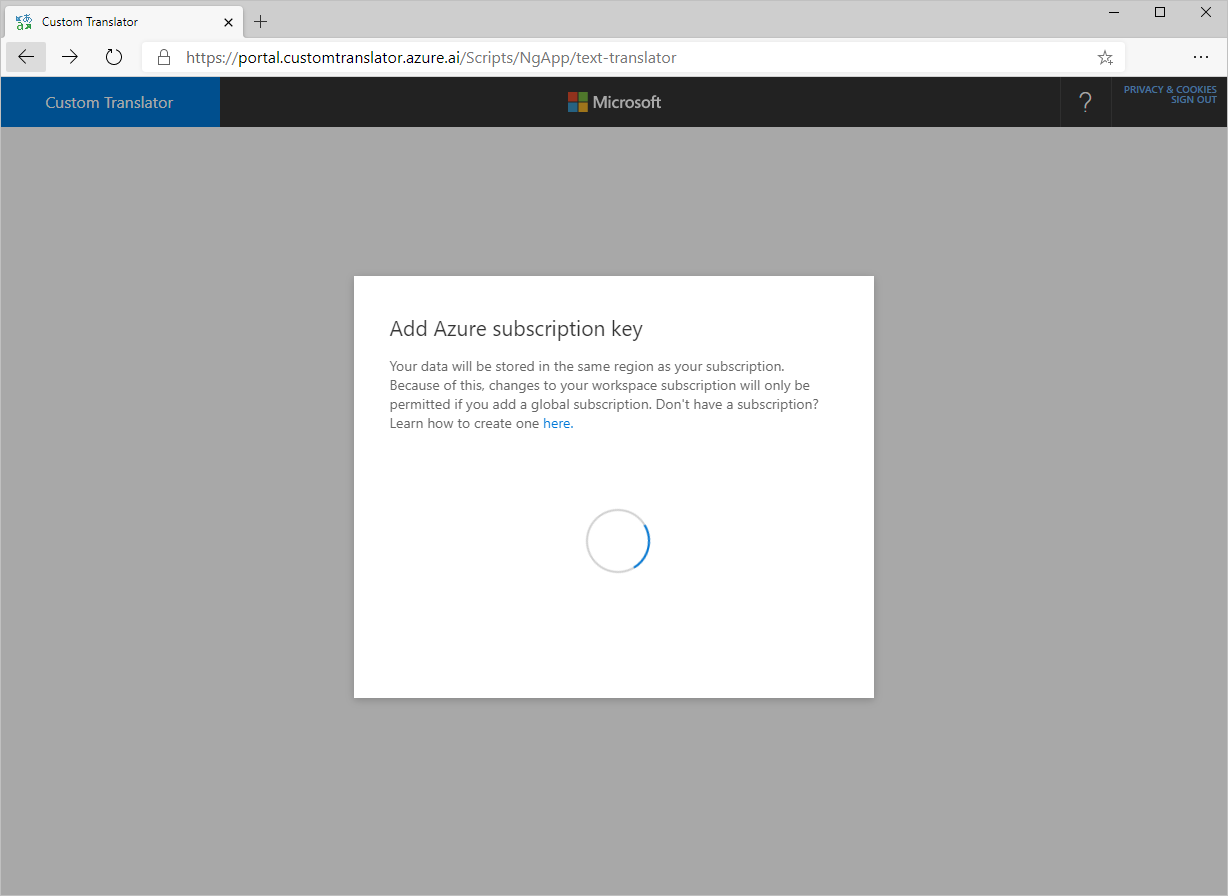 Custom Translator
https://portal.customtranslator.azure.ai/Scripts/NgApp/text-translator
Custom Translator
Microsoft
?
PRIVACY & COOKIES
SIGN OUT
Add Azure subscription key
Your data will be stored in the same region as your subscription.
Because of this, changes to your workspace subscription will only be
permitted if you add a global subscription. Don't have a subscription?
Learn how to create one here.